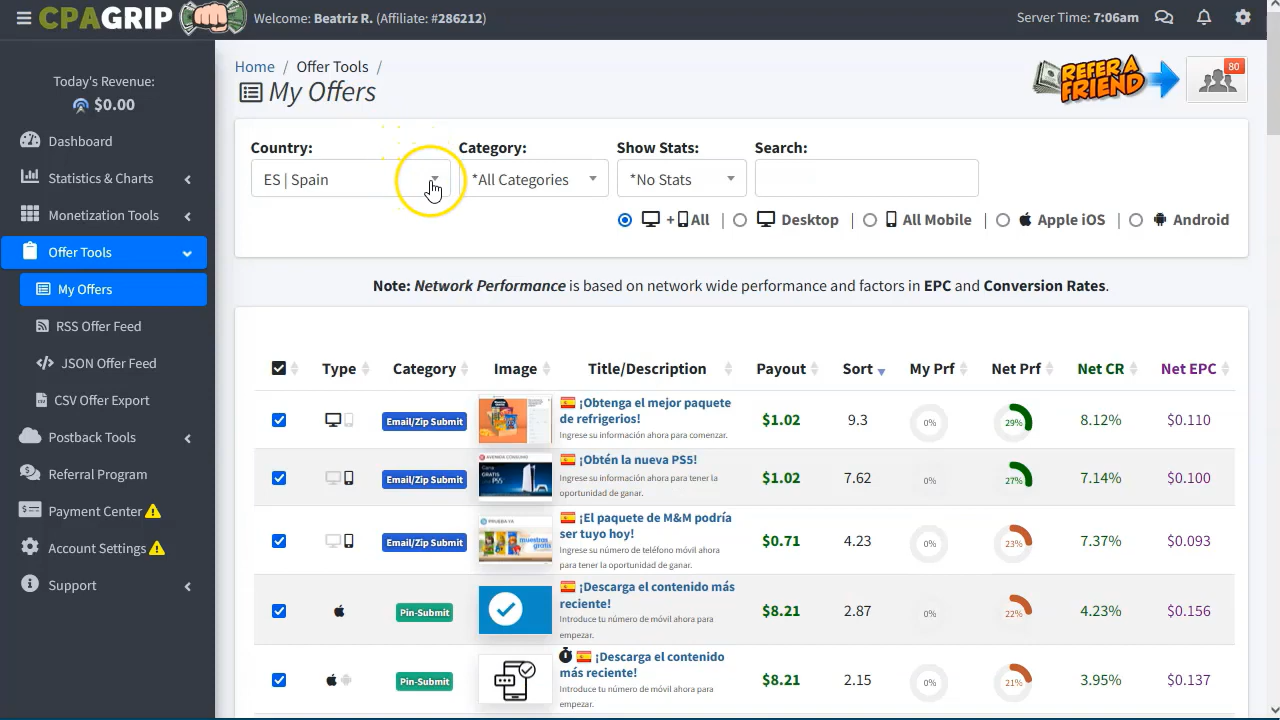 CPAGRIP
Welcome: Beatriz R. (Affiliate: #286212)
Server Time: 7:06am
Today's Revenue:
$0.00
Dashboard
Statistics & Charts
Monetization Tools
Offer Tools
My Offers
RSS Offer Feed
JSON Offer Feed
CSV Offer Export
Postback Tools
Referral Program
Payment Center
Account Settings
Support
Home / Offer Tools /
My Offers
REFER A
FRIEND
80
Country: Category: Show Stats: Search:
ES | Spain *All Categories *No Stats
+ All | Desktop | All Mobile | Apple iOS | Android
Note: Network Performance is based on network wide performance and factors in EPC and Conversion Rates.
Type Category Image Title/Description Payout Sort My Prf Net Prf Net CR Net EPC
¡Obtenga el mejor paquete
de refrigerios!
Ingrese su información ahora para comenzar.
Email/Zip Submit $1.02 9.3 0% 29% 8.12% $0.110
¡Obtén la nueva PS5!
Ingrese su información ahora para tener la
oportunidad de ganar.
Email/Zip Submit $1.02 7.62 0% 27% 7.14% $0.100
¡El paquete de M&M podría
ser tuyo hoy!
Ingrese su número de teléfono móvil ahora
para tener la oportunidad de ganar.
Email/Zip Submit $0.71 4.23 0% 23% 7.37% $0.093
¡Descarga el contenido más
reciente!
Introduce tu número de móvil ahora para
empezar.
Pin-Submit $8.21 2.87 0% 22% 4.23% $0.156
¡Descarga el contenido
más reciente!
Introduce tu número de móvil ahora para
empezar.
Pin-Submit $8.21 2.15 0% 21% 3.95% $0.137